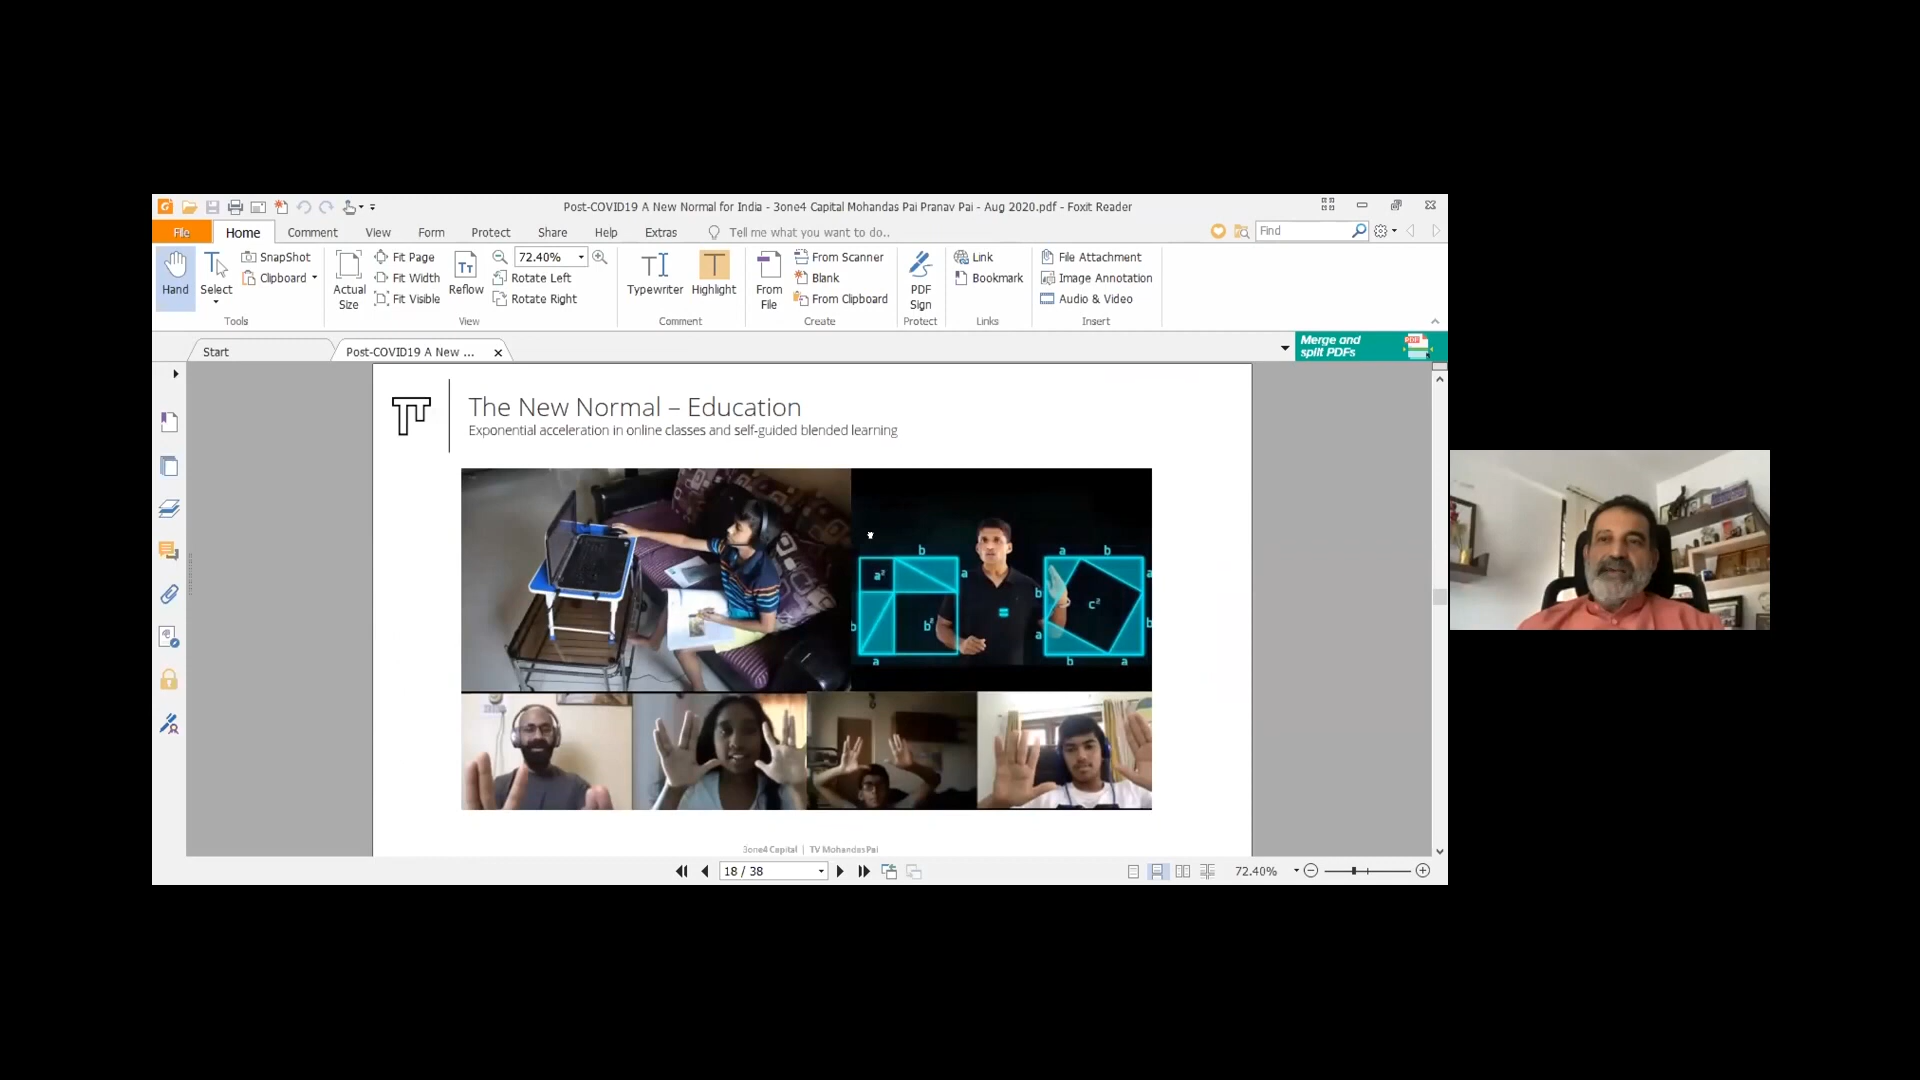 Post-COVID19 A New Normal for India - 3one4 Capital Mohandas Pai Pranav Pai - Aug 2020.pdf - Foxit Reader
File Home Comment View Form Protect Share Help Extras Tell me what you want to do.. Find
Hand
Select
SnapShot
Clipboard
Tools
Actual
Size
Fit Page
Fit Width
Fit Visible
Reflow
72.40%
Rotate Left
Rotate Right
View
Typewriter
Highlight
Comment
From
File
From Scanner
Blank
From Clipboard
Create
PDF
Sign
Protect
Link
Bookmark
Links
File Attachment
Image Annotation
Audio & Video
Insert
Start
Post-COVID19 A New ...
Merge and
split PDFs
PDF
The New Normal – Education
Exponential acceleration in online classes and self-guided blended learning
b
a²
a
b
b²
a
=
a b
a
b
c²
a
b
b a
3one4 Capital | TV Mohandas Pai
18 / 38
72.40%